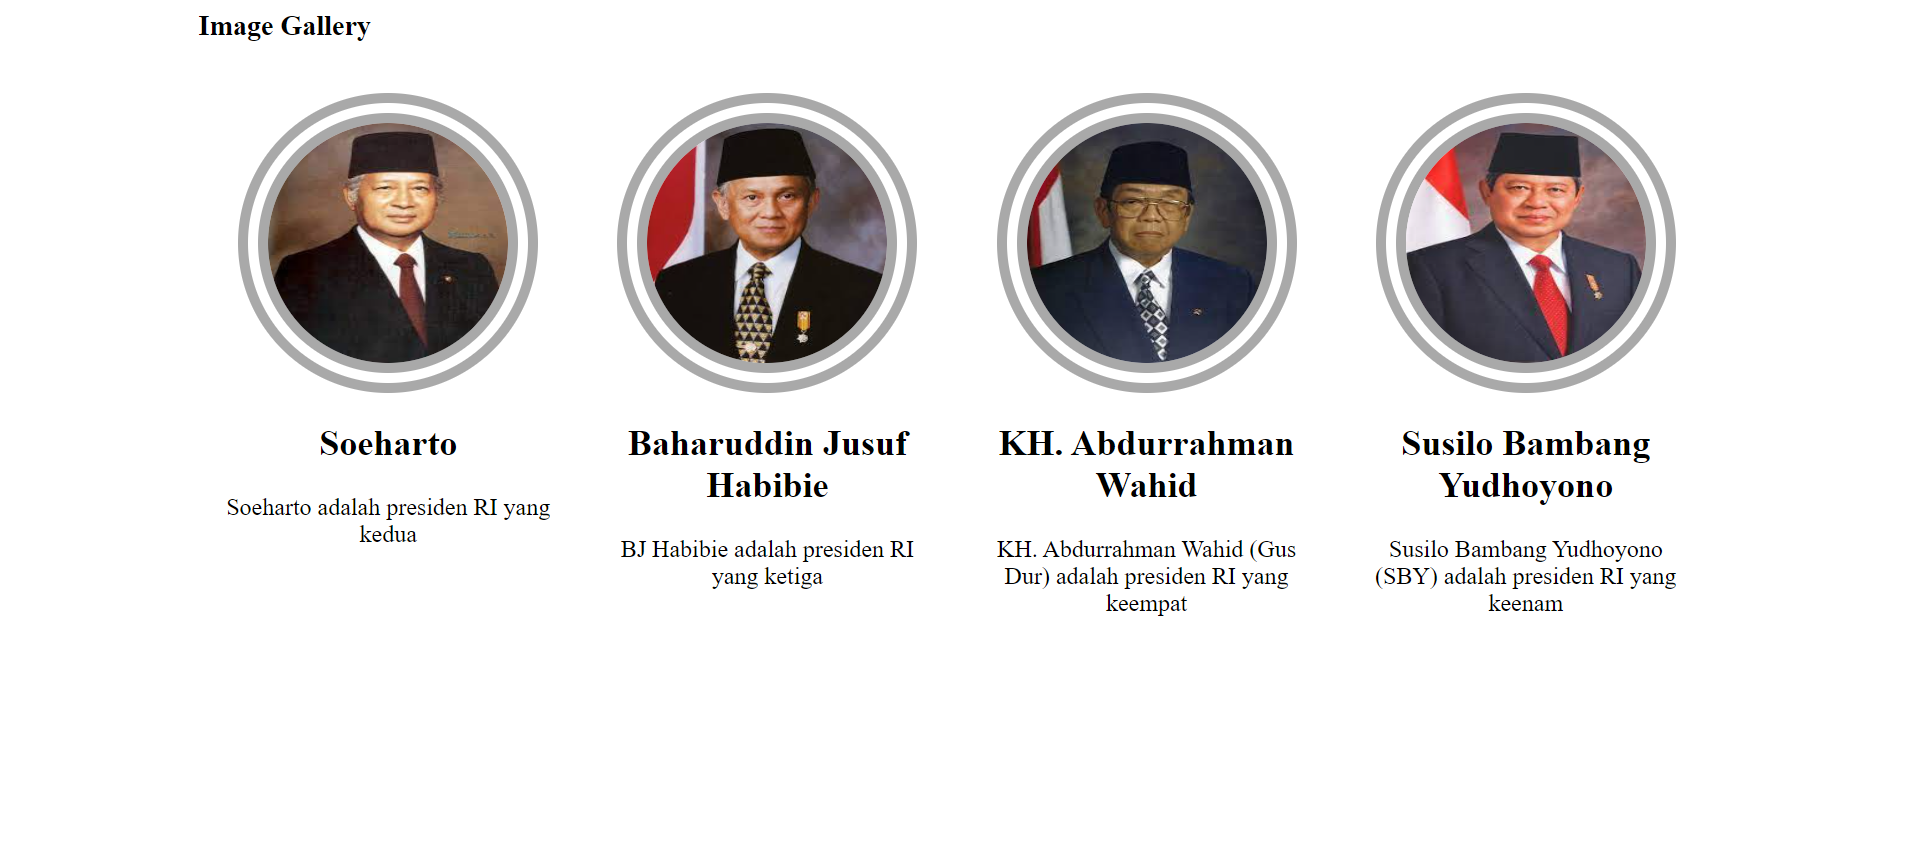 Image Gallery
Soeharto
Soeharto adalah presiden RI yang
kedua
Baharuddin Jusuf
Habibie
BJ Habibie adalah presiden RI
yang ketiga
KH. Abdurrahman
Wahid
KH. Abdurrahman Wahid (Gus
Dur) adalah presiden RI yang
keempat
Susilo Bambang
Yudhoyono
Susilo Bambang Yudhoyono
(SBY) adalah presiden RI yang
keenam